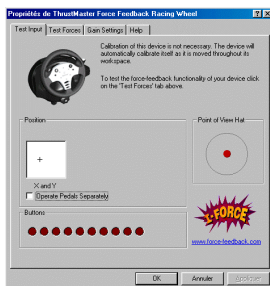 Propriétés de ThrustMaster Force Feedback Racing Wheel
Test Input
Test Forces
Gain Settings
Help
Calibration of this device is not necessary. The device will
automatically calibrate itself as it is moved throughout its
workspace.
To test the force-feedback functionality of your device click
on the 'Test Forces' tab above.
Position
Point of View Hat
X and Y
Operate Pedals Separately
Buttons
I-FORCE
www.force-feedback.com
OK
Annuler
Appliquer